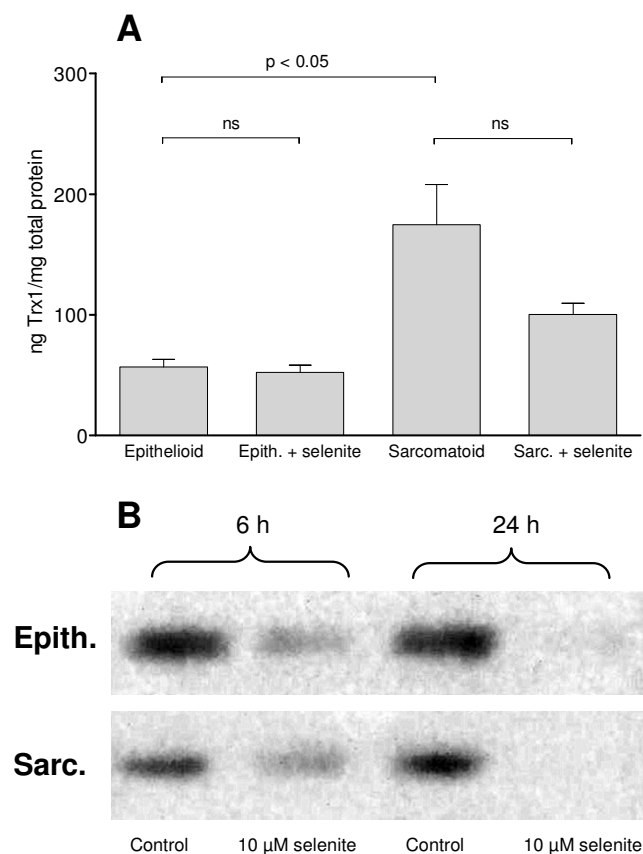 A
300
200
100
0
ng Trx1/mg total protein
p < 0.05
ns
ns
Epithelioid Epith. + selenite Sarcomatoid Sarc. + selenite
B
6 h 24 h
Epith.
Sarc.
Control 10 µM selenite Control 10 µM selenite